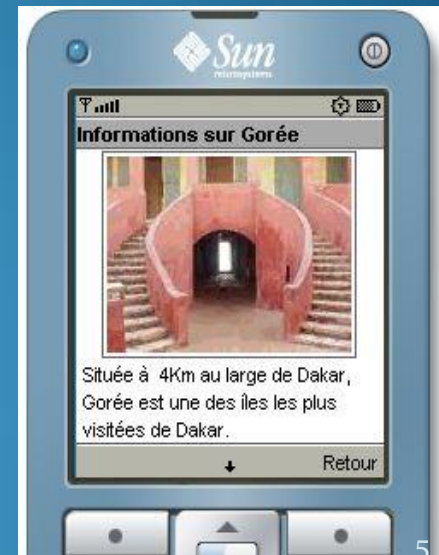 Sun
microsystems
Informations sur Gorée
Située à 4Km au large de Dakar,
Gorée est une des îles les plus
visitées de Dakar.
Retour
5